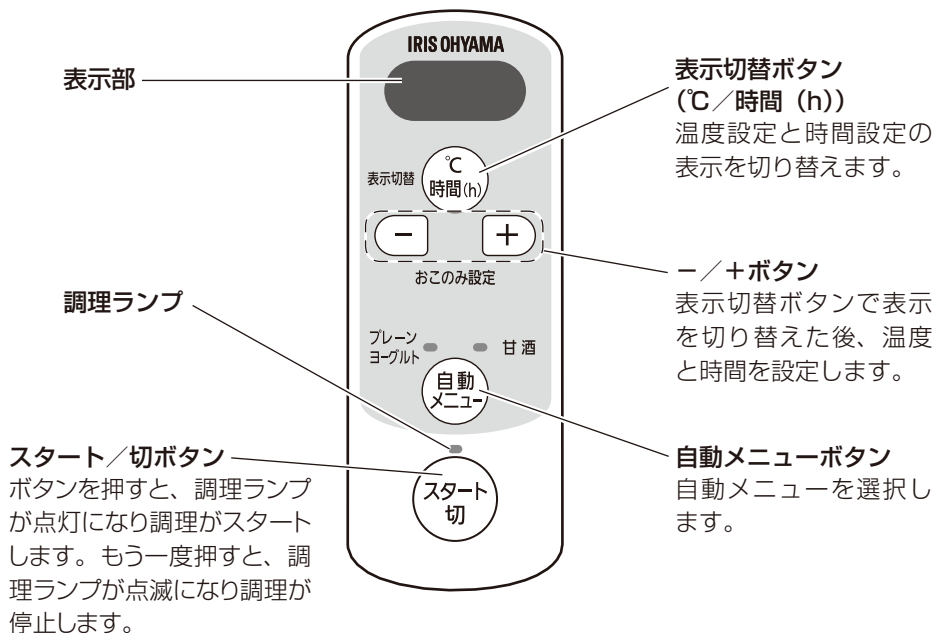 IRIS OHYAMA
表示部
表示切替ボタン
(℃／時間（h))
温度設定と時間設定の
表示を切り替えます。
表示切替
℃
時間(h)
−
＋
おこのみ設定
－／＋ボタン
表示切替ボタンで表示
を切り替えた後、温度
と時間を設定します。
調理ランプ
プレーン
ヨーグルト
甘酒
自動
メニュー
自動メニューボタン
自動メニューを選択し
ます。
スタート／切ボタン
ボタンを押すと、調理ランプ
が点灯になり調理がスタート
します。もう一度押すと、調
理ランプが点滅になり調理が
停止します。
スタート
切